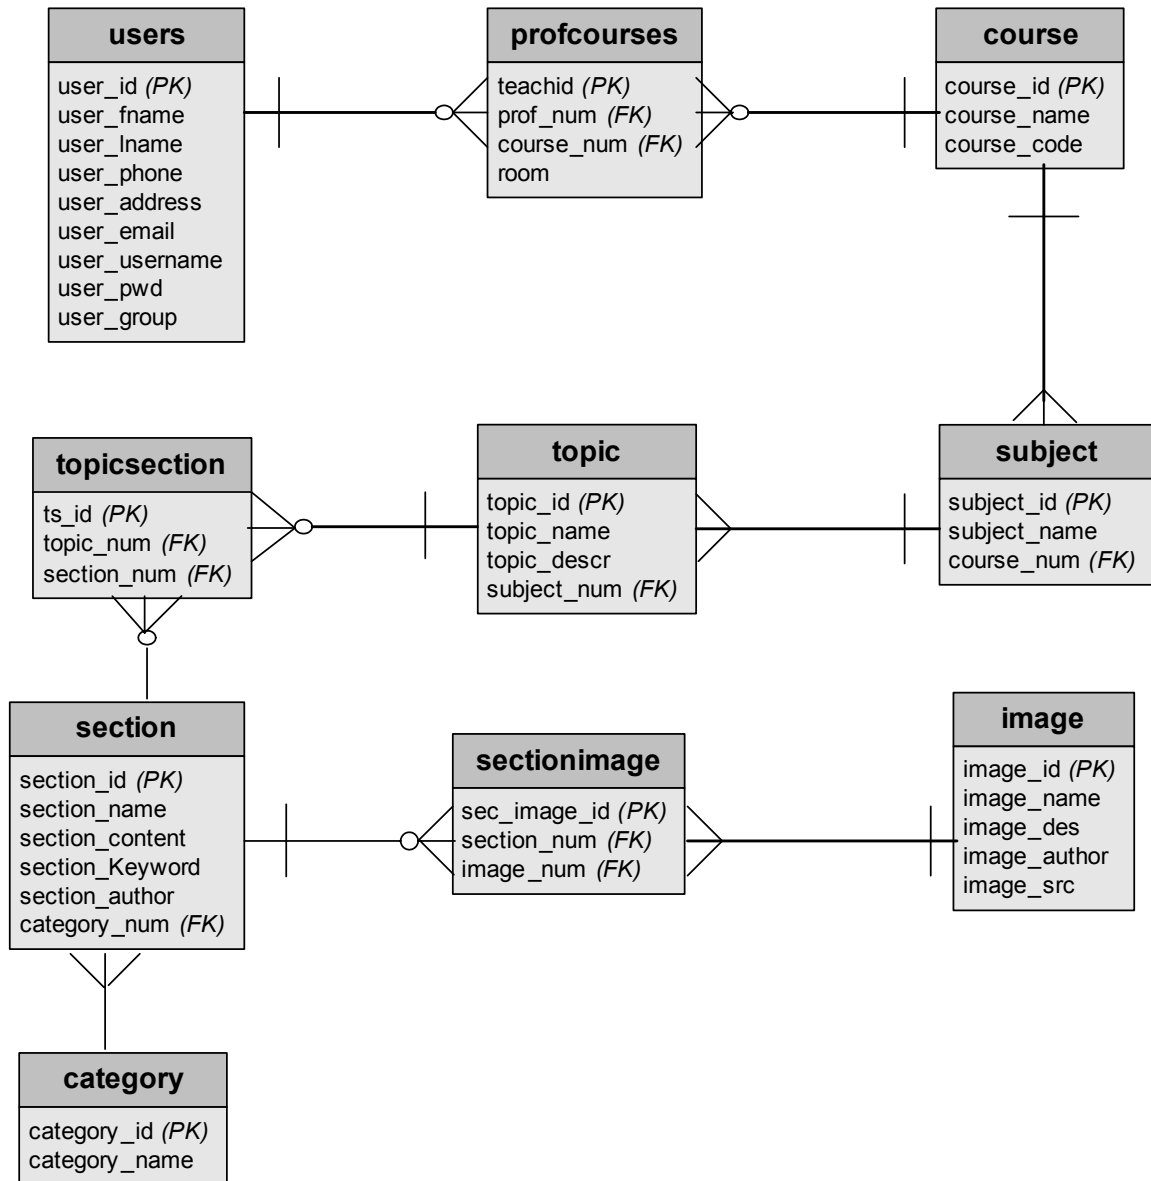 users
user_id (PK)
user_fname
user_lname
user_phone
user_address
user_email
user_username
user_pwd
user_group
profcourses
teachid (PK)
prof_num (FK)
course_num (FK)
room
course
course_id (PK)
course_name
course_code
topicsection
ts_id (PK)
topic_num (FK)
section_num (FK)
topic
topic_id (PK)
topic_name
topic_descr
subject_num (FK)
subject
subject_id (PK)
subject_name
course_num (FK)
section
section_id (PK)
section_name
section_content
section_Keyword
section_author
category_num (FK)
sectionimage
sec_image_id (PK)
section_num (FK)
image_num (FK)
image
image_id (PK)
image_name
image_des
image_author
image_src
category
category_id (PK)
category_name